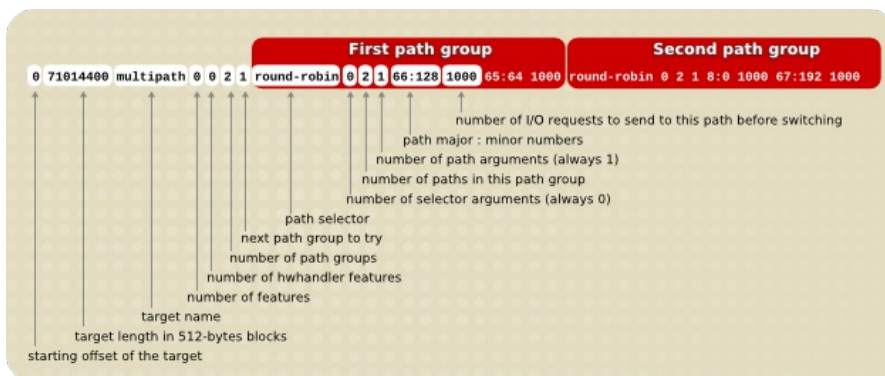 First path group Second path group
0 71014400 multipath 0 0 2 1 round-robin 0 2 1 66:128 1000 65:64 1000 round-robin 0 2 1 8:0 1000 67:192 1000
number of I/O requests to send to this path before switching
path major : minor numbers
number of path arguments (always 1)
number of paths in this path group
number of selector arguments (always 0)
path selector
next path group to try
number of path groups
number of hwhandler features
number of features
target name
target length in 512-bytes blocks
starting offset of the target